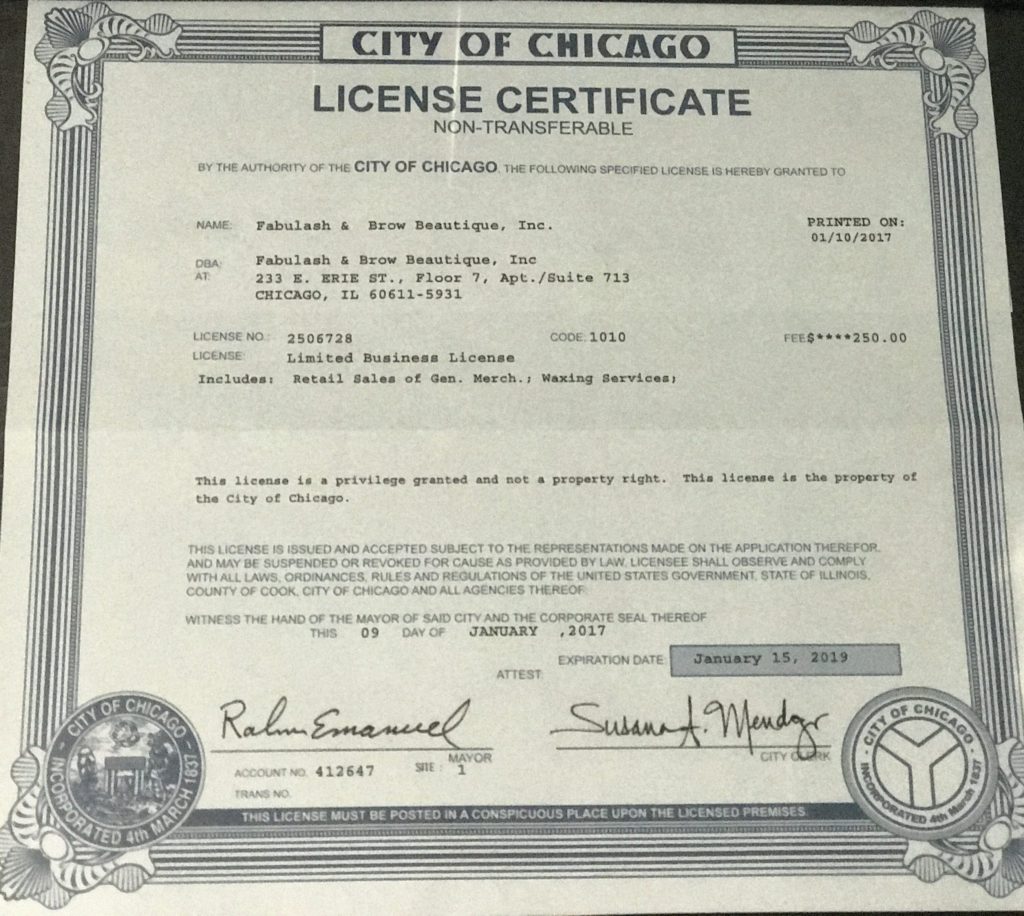 CITY OF CHICAGO
LICENSE CERTIFICATE
NON-TRANSFERABLE
BY THE AUTHORITY OF THE CITY OF CHICAGO, THE FOLLOWING SPECIFIED LICENSE IS HEREBY GRANTED TO
NAME: Fabulash & Brow Beautique, Inc.
PRINTED ON:
01/10/2017
DBA: Fabulash & Brow Beautique, Inc
AT: 233 E. ERIE ST., Floor 7, Apt./Suite 713
CHICAGO, IL 60611-5931
LICENSE NO.: 2506728 CODE: 1010 FEE$****250.00
LICENSE: Limited Business License
Includes: Retail Sales of Gen. Merch.; Waxing Services;
This license is a privilege granted and not a property right. This license is the property of
the City of Chicago.
THIS LICENSE IS ISSUED AND ACCEPTED SUBJECT TO THE REPRESENTATIONS MADE ON THE APPLICATION THEREFOR,
AND MAY BE SUSPENDED OR REVOKED FOR CAUSE AS PROVIDED BY LAW. LICENSEE SHALL OBSERVE AND COMPLY
WITH ALL LAWS, ORDINANCES, RULES AND REGULATIONS OF THE UNITED STATES GOVERNMENT, STATE OF ILLINOIS,
COUNTY OF COOK, CITY OF CHICAGO AND ALL AGENCIES THEREOF.
WITNESS THE HAND OF THE MAYOR OF SAID CITY AND THE CORPORATE SEAL THEREOF
THIS 09 DAY OF JANUARY , 2017
EXPIRATION DATE: January 15, 2019
ATTEST:
Rahm Emanuel Susana A. Mendoza
MAYOR CITY CLERK
ACCOUNT NO. 412647 SITE : 1
TRANS NO.
THIS LICENSE MUST BE POSTED IN A CONSPICUOUS PLACE UPON THE LICENSED PREMISES.
CITY OF CHICAGO
INCORPORATED 4th MARCH 1837
CITY OF CHICAGO
INCORPORATED 4th March 1837